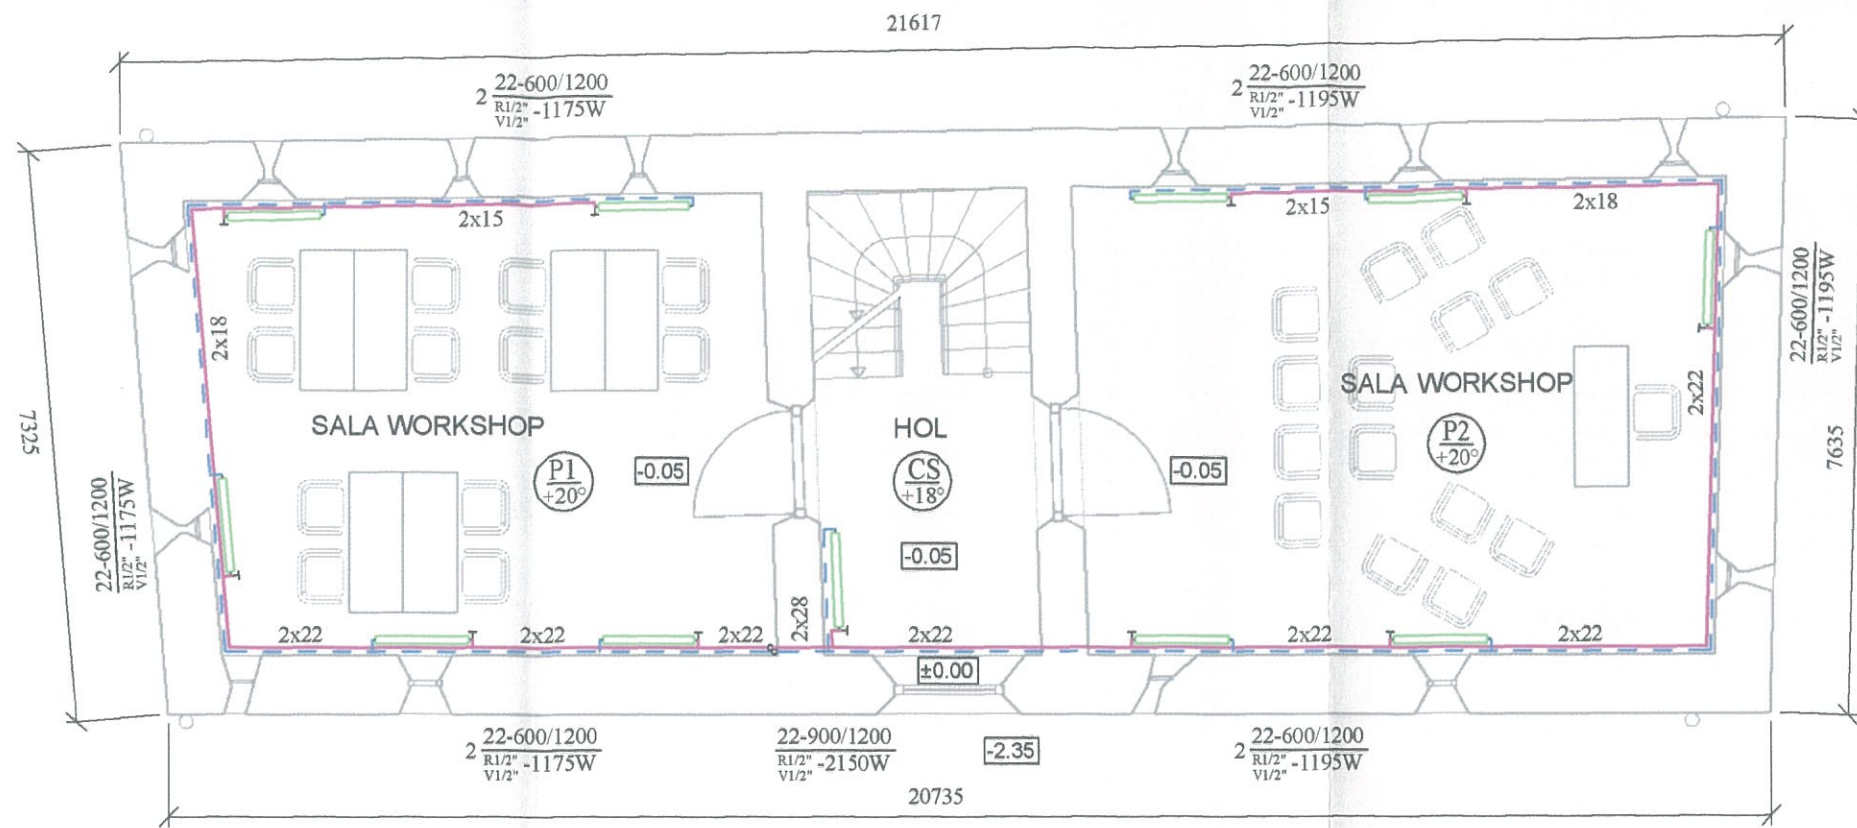 21617
2 22-600/1200
R1/2" -1175W
V1/2"
2 22-600/1200
R1/2" -1195W
V1/2"
2x15
2x15
2x18
22-600/1200
R1/2" -1195W
V1/2"
2x18
2x22
7325
7635
SALA WORKSHOP
HOL
SALA WORKSHOP
P1
+20°
-0.05
CS
+18°
-0.05
P2
+20°
22-600/1200
R1/2" -1175W
V1/2"
-0.05
2x22
2x22
2x22
2x28
2x22
2x22
2x22
±0.00
2 22-600/1200
R1/2" -1175W
V1/2"
22-900/1200
R1/2" -2150W
V1/2"
-2.35
2 22-600/1200
R1/2" -1195W
V1/2"
20735